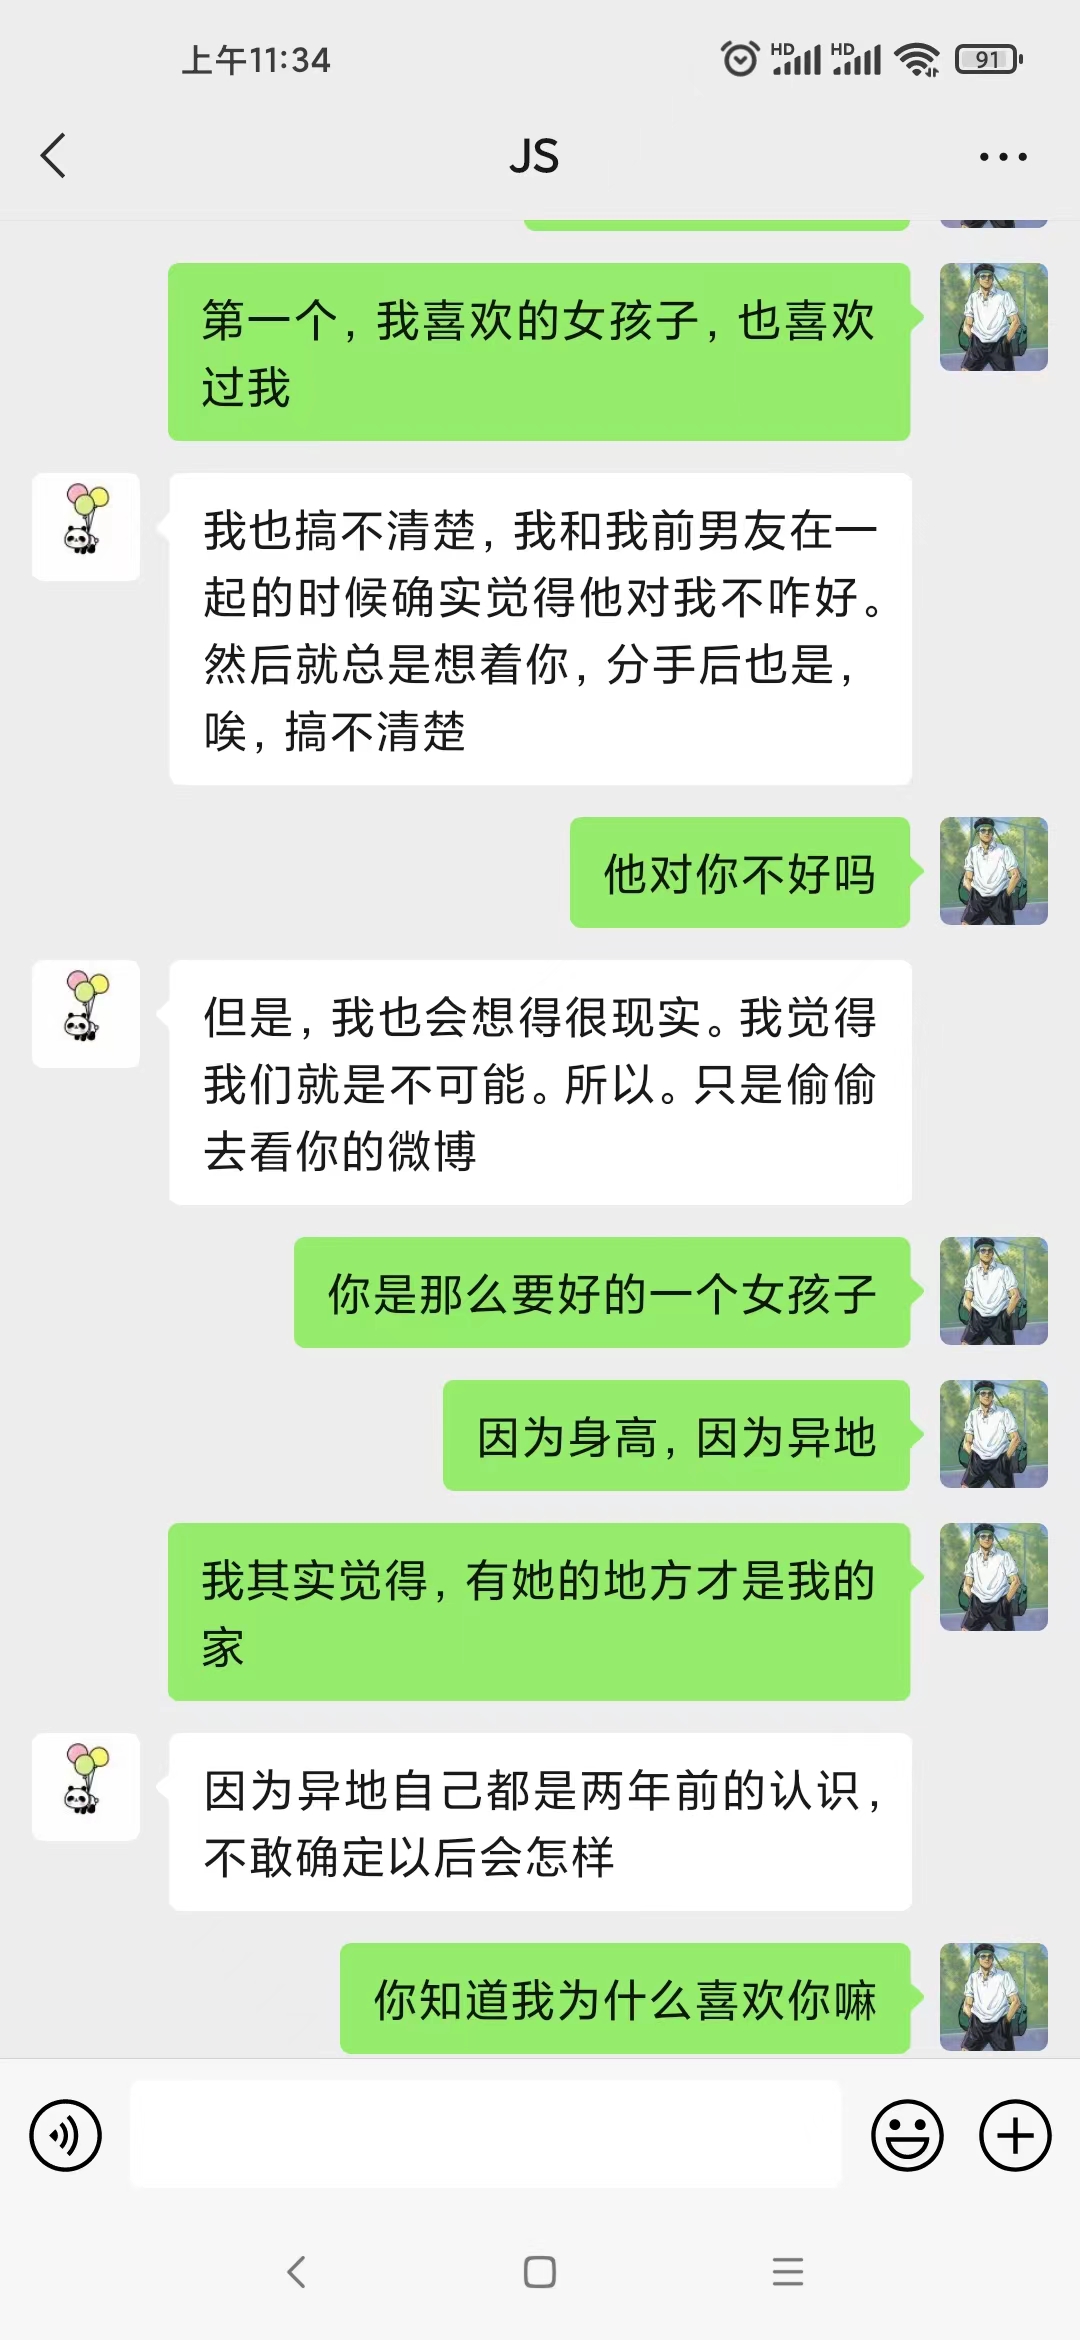 上午11:34
HD
HD
91
JS
第一个，我喜欢的女孩子，也喜欢
过我
我也搞不清楚，我和我前男友在一
起的时候确实觉得他对我不咋好。
然后就总是想着你，分手后也是，
唉，搞不清楚
他对你不好吗
但是，我也会想得很现实。我觉得
我们就是不可能。所以。只是偷偷
去看你的微博
你是那么要好的一个女孩子
因为身高，因为异地
我其实觉得，有她的地方才是我的
家
因为异地自己都是两年前的认识，
不敢确定以后会怎样
你知道我为什么喜欢你嘛